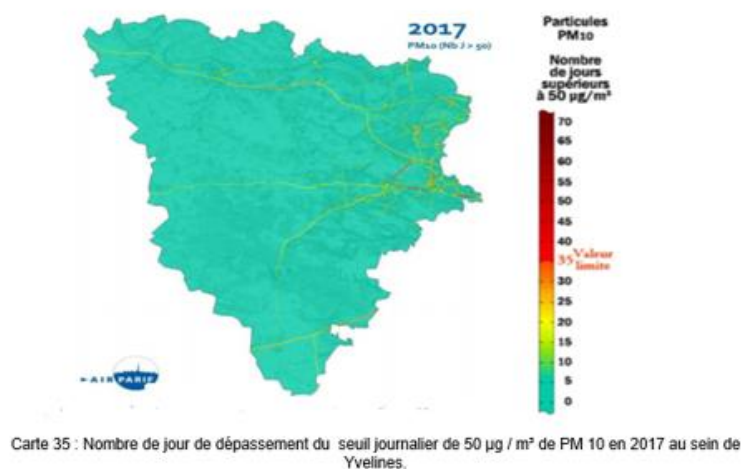 2017
PM10 (Nb J > 50)
Particules
PM10
Nombre
de jours
supérieurs
à 50 µg/m³
70
65
60
55
50
45
40
35 Valeur
limite
30
25
20
15
10
5
0
AIRPARIF
Carte 35 : Nombre de jour de dépassement du seuil journalier de 50 µg / m³ de PM 10 en 2017 au sein de
Yvelines.